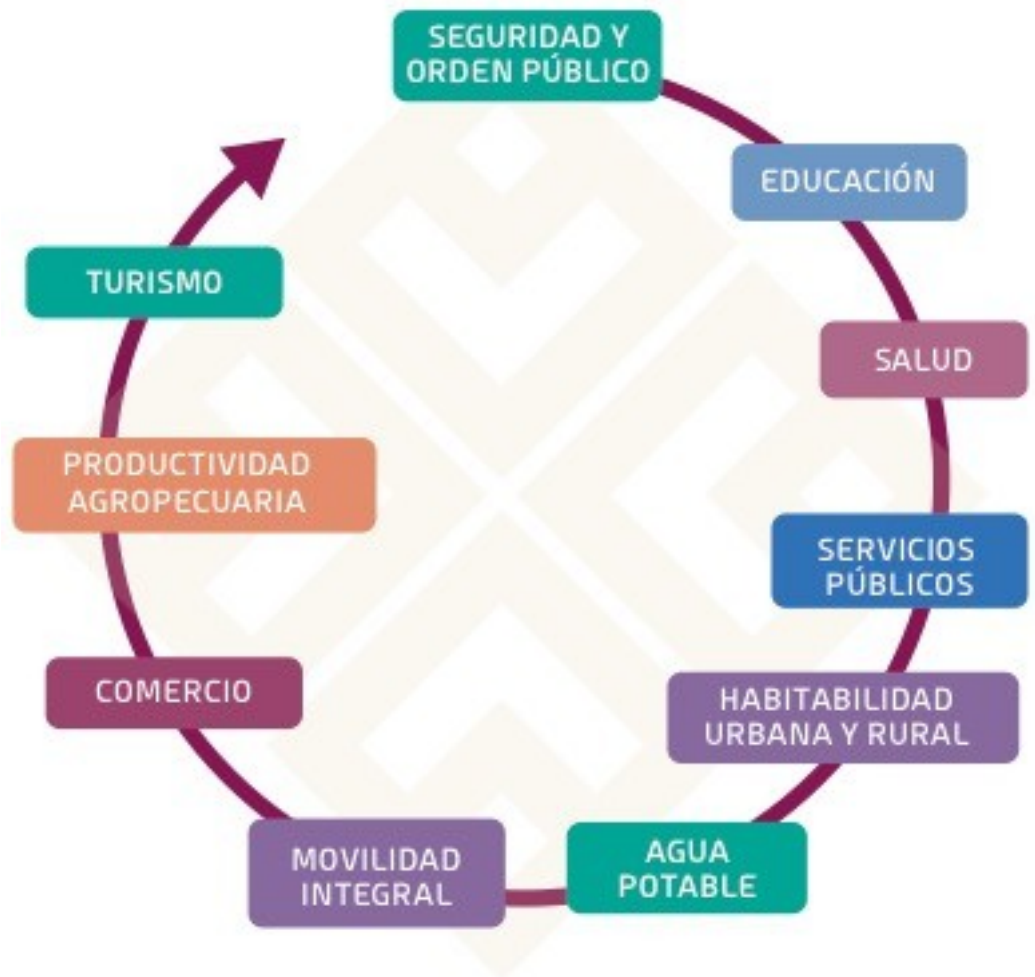 SEGURIDAD Y
ORDEN PÚBLICO
EDUCACIÓN
SALUD
SERVICIOS
PÚBLICOS
HABITABILIDAD
URBANA Y RURAL
AGUA
POTABLE
MOVILIDAD
INTEGRAL
COMERCIO
PRODUCTIVIDAD
AGROPECUARIA
TURISMO